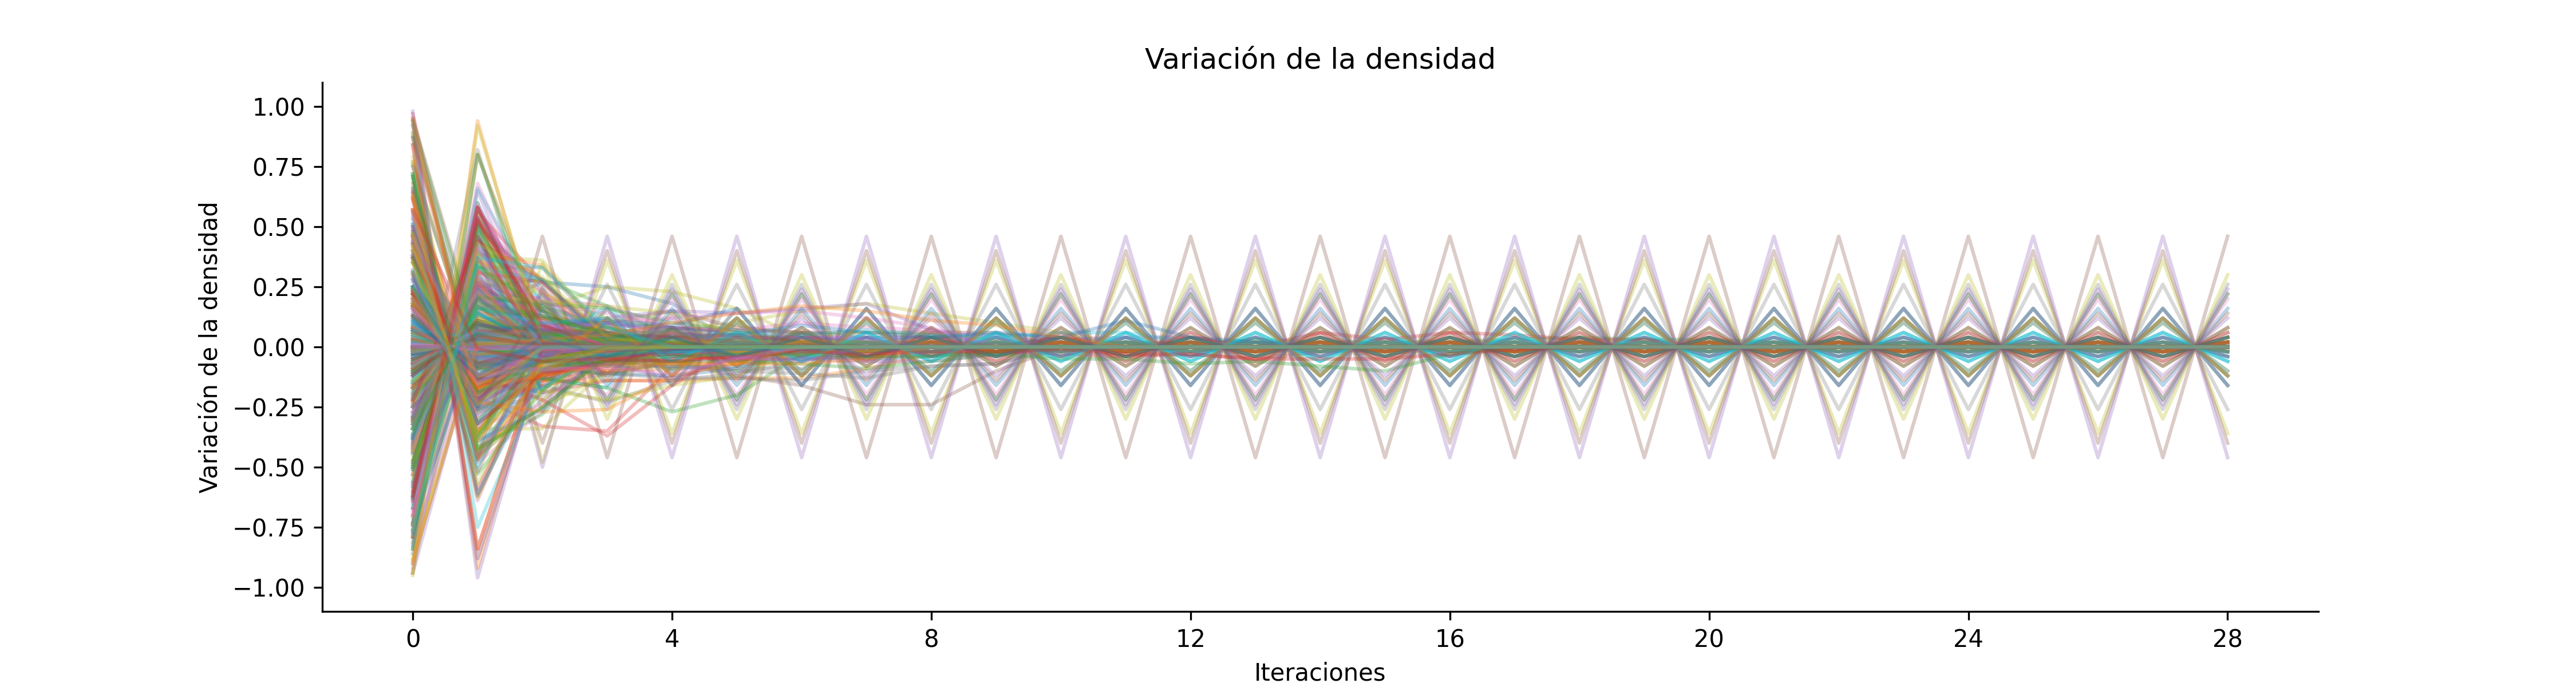 Variación de la densidad
Variación de la densidad
1.00
0.75
0.50
0.25
0.00
−0.25
−0.50
−0.75
−1.00
0 4 8 12 16 20 24 28
Iteraciones